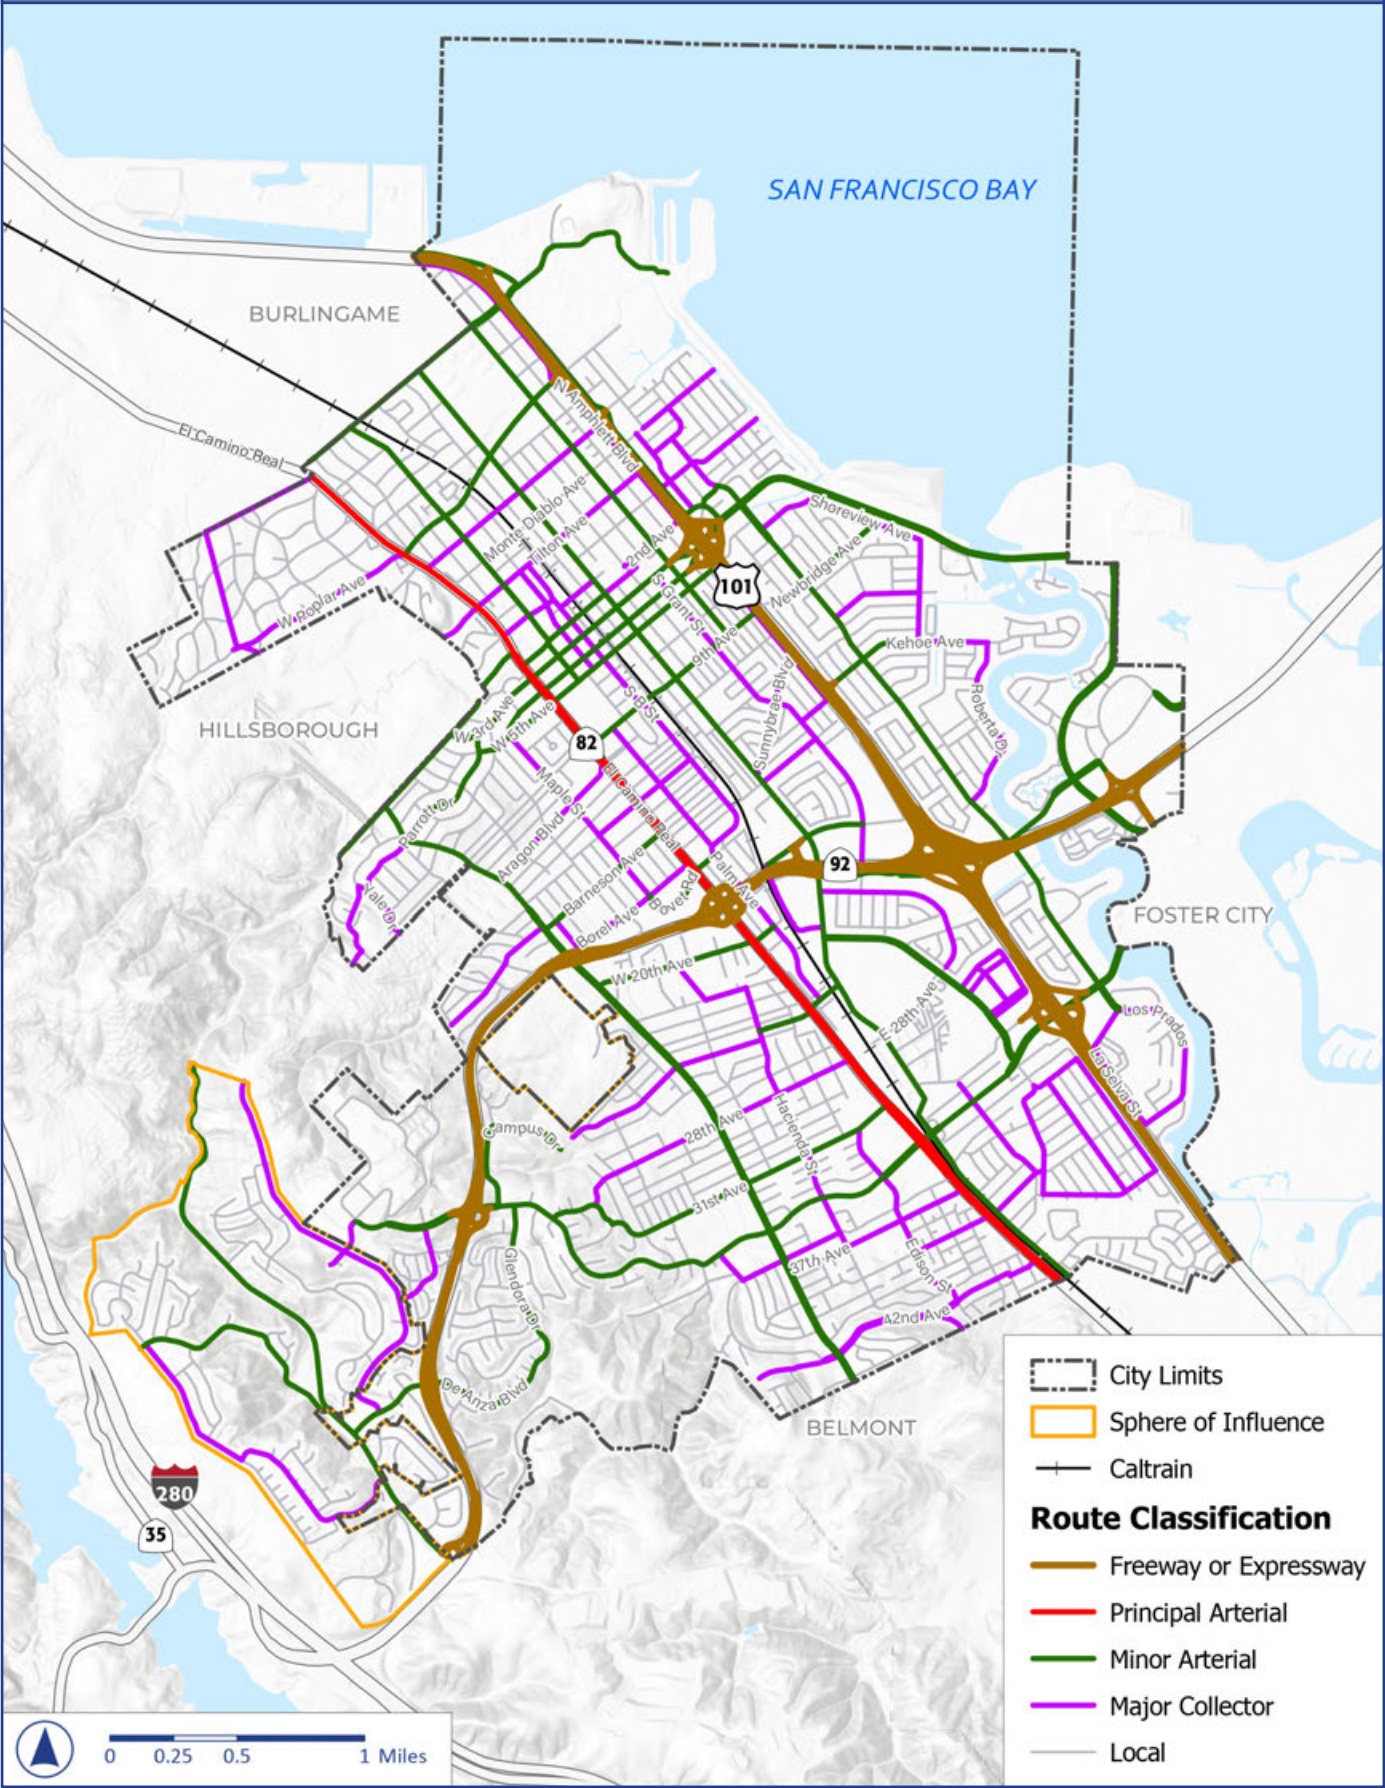 SAN FRANCISCO BAY
BURLINGAME
El Camino Real
N Amphlett Blvd
Monte Diablo Ave
Tilton Ave
2nd Ave
Shoreview Ave
Newbridge Ave
101
S Grant St
W Poplar Ave
9th Ave
Kehoe Ave
Sunnybrae Blvd
Roberta Dr
HILLSBOROUGH
W 3rd Ave
W 5th Ave
S B St
82
El Camino Real
Maple St
Parrott Dr
Aragon Blvd
Palm Ave
92
Barneson Ave
Bovet Rd
Yale Dr
Borel Ave
FOSTER CITY
W 20th Ave
E 28th Ave
Los Prados
La Selva St
Campus Dr
28th Ave
Hacienda St
31st Ave
Glendora Dr
37th Ave
Edison St
42nd Ave
De Anza Blvd
BELMONT
280
35
City Limits
Sphere of Influence
Caltrain
Route Classification
Freeway or Expressway
Principal Arterial
Minor Arterial
Major Collector
Local
0 0.25 0.5 1 Miles